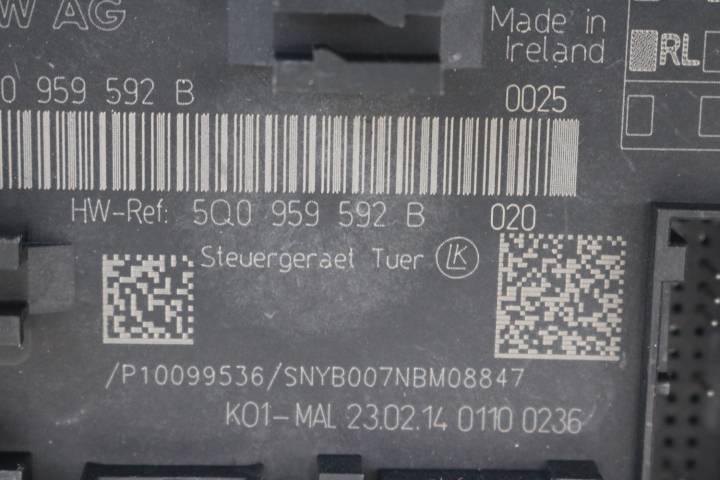 W AG
Made in
Ireland
RL
0 959 592 B
0025
HW-Ref: 5Q0 959 592 B 020
Steuergeraet Tuer LK
/P10099536/SNYB007NBM08847
K01-MAL 23.02.14 0110 0236